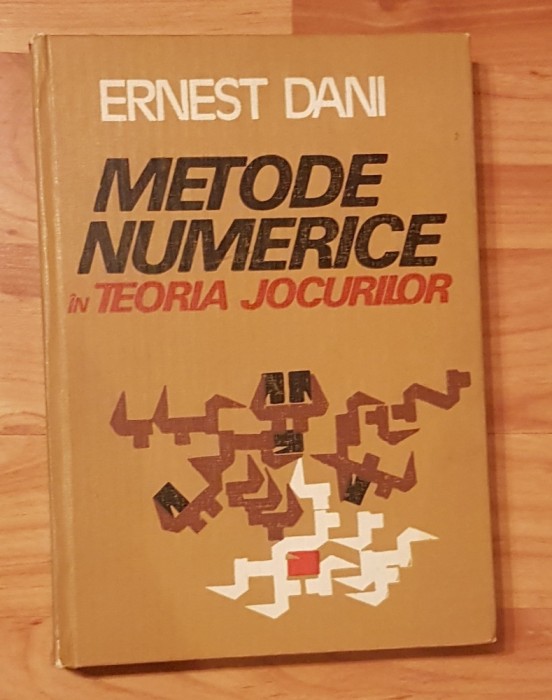 ERNEST DANI
METODE
NUMERICE
ÎN TEORIA JOCURILOR